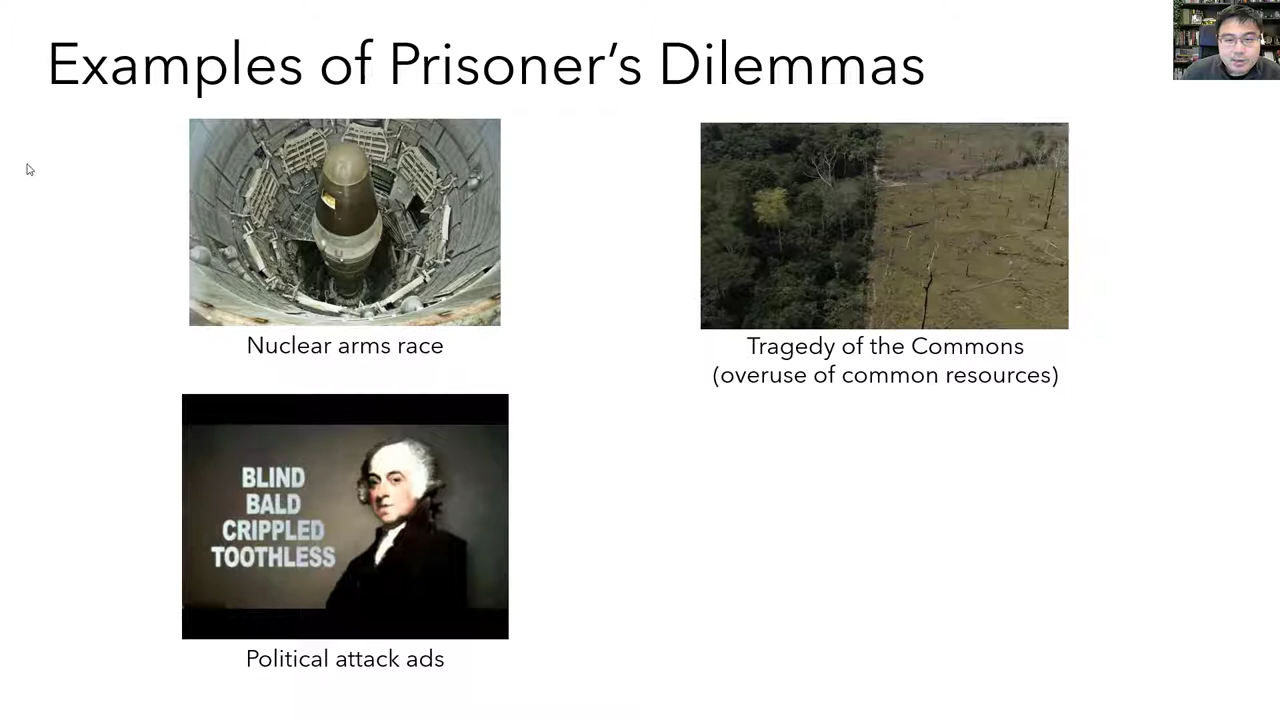 Examples of Prisoner’s Dilemmas
Nuclear arms race
Tragedy of the Commons
(overuse of common resources)
BLIND
BALD
CRIPPLED
TOOTHLESS
Political attack ads